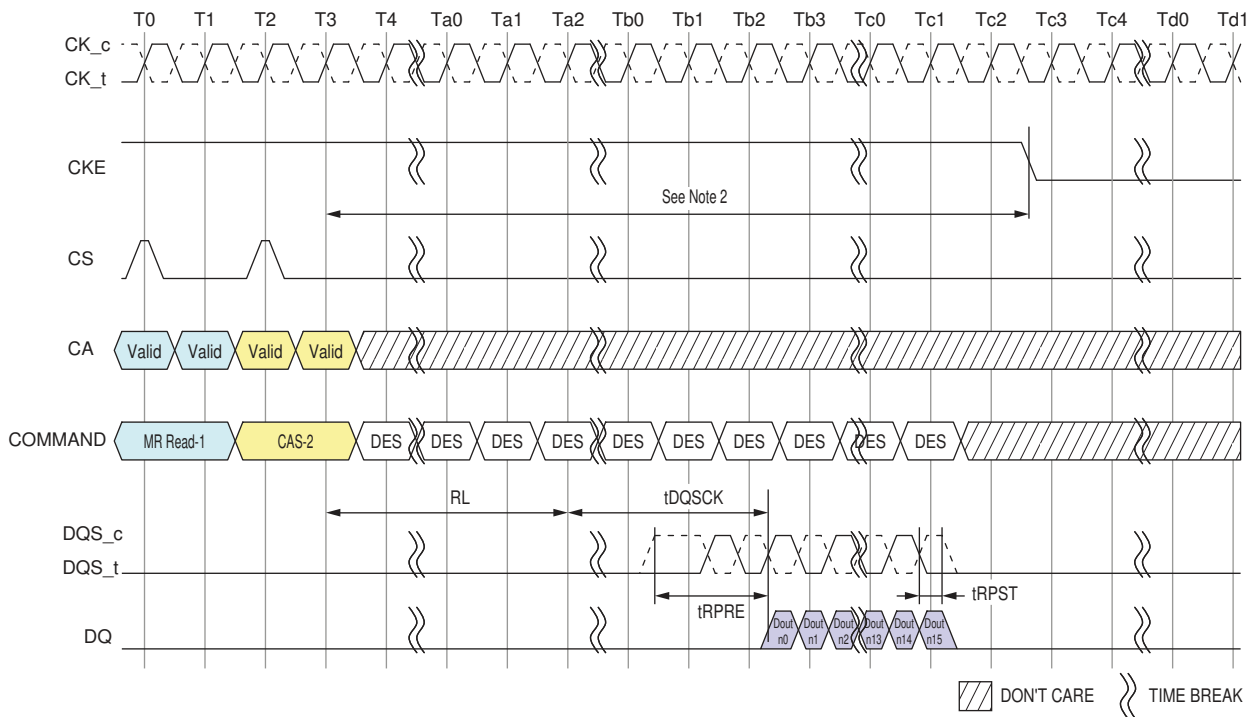 T0 T1 T2 T3 T4 Ta0 Ta1 Ta2 Tb0 Tb1 Tb2 Tb3 Tc0 Tc1 Tc2 Tc3 Tc4 Td0 Td1
CK_c
CK_t
CKE
See Note 2
CS
CA Valid Valid Valid Valid
COMMAND MR Read-1 CAS-2 DES DES DES DES DES DES DES DES DES DES
RL tDQSCK
DQS_c
DQS_t
tRPRE tRPST
DQ Dout n0 Dout n1 Dout n2 Dout n13 Dout n14 Dout n15
DON'T CARE TIME BREAK